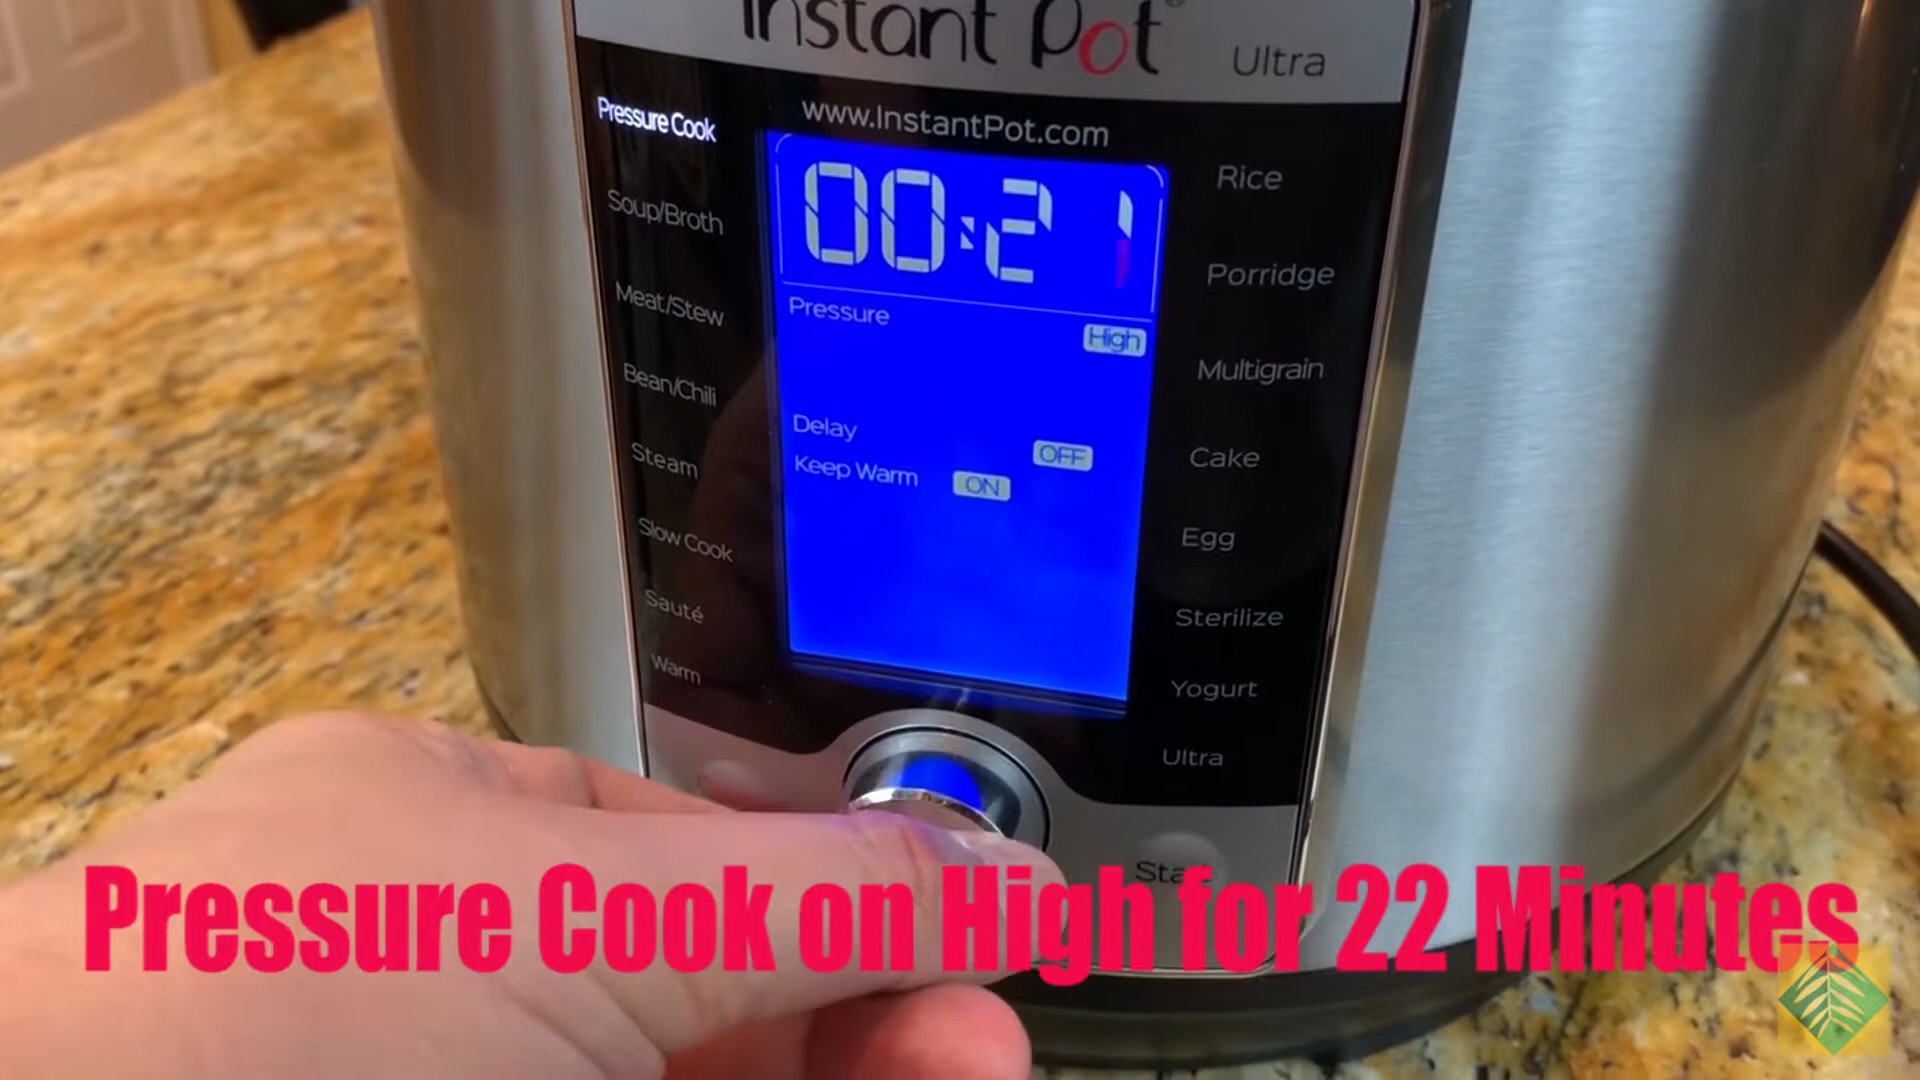 Instant Pot®
Ultra
www.InstantPot.com
Pressure Cook
Soup/Broth
Meat/Stew
Bean/Chili
Steam
Slow Cook
Sauté
Warm
00:21
Pressure
High
Delay
OFF
Keep Warm
ON
Rice
Porridge
Multigrain
Cake
Egg
Sterilize
Yogurt
Ultra
Pressure Cook on High for 22 Minutes